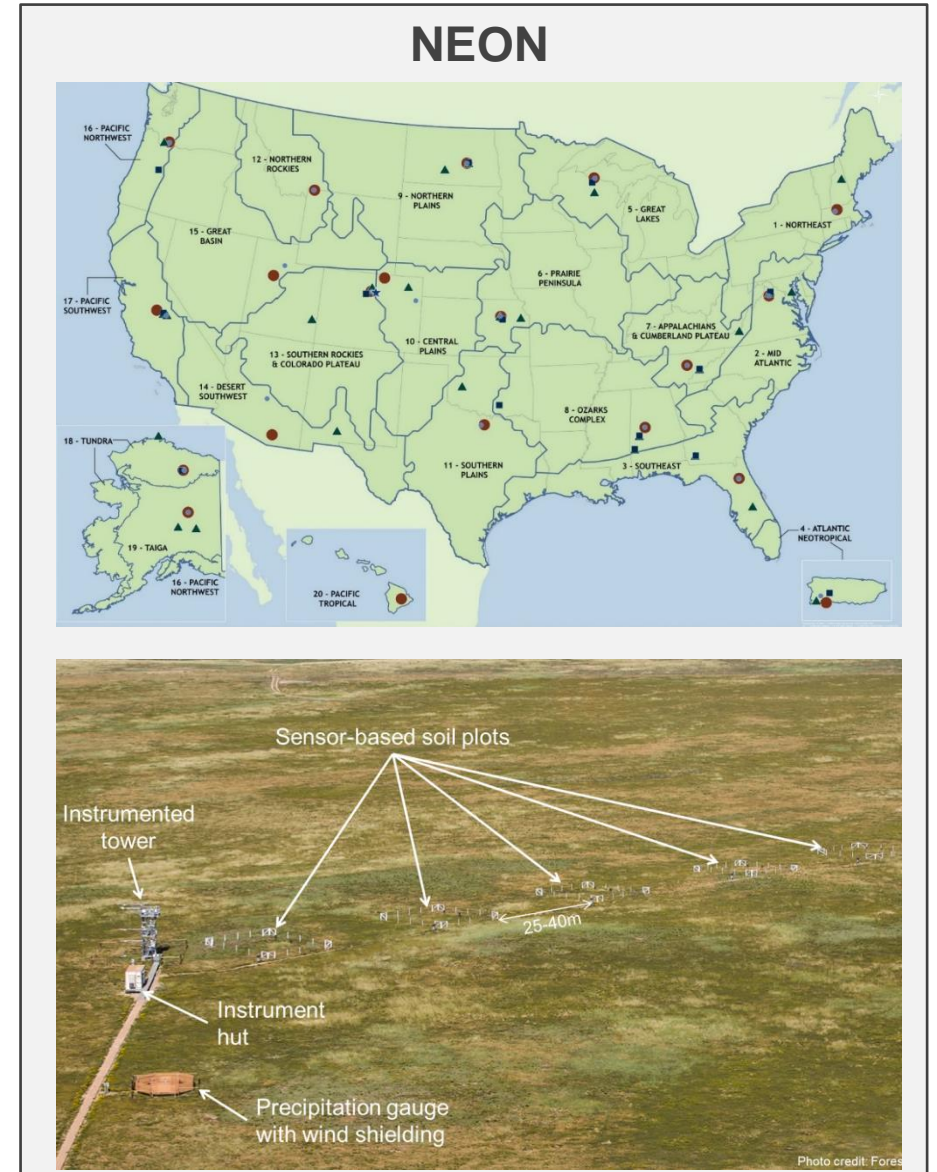 NEON
16 - PACIFIC
NORTHWEST
12 - NORTHERN
ROCKIES
9 - NORTHERN
PLAINS
5 - GREAT
LAKES
1 - NORTHEAST
15 - GREAT
BASIN
6 - PRAIRIE
PENINSULA
17 - PACIFIC
SOUTHWEST
7 - APPALACHIANS
& CUMBERLAND PLATEAU
10 - CENTRAL
PLAINS
13 - SOUTHERN ROCKIES
& COLORADO PLATEAU
2 - MID
ATLANTIC
14 - DESERT
SOUTHWEST
8 - OZARKS
COMPLEX
18 - TUNDRA
11 - SOUTHERN
PLAINS
3 - SOUTHEAST
4 - ATLANTIC
NEOTROPICAL
19 - TAIGA
16 - PACIFIC
NORTHWEST
20 - PACIFIC
TROPICAL
Sensor-based soil plots
Instrumented
tower
25-40m
Instrument
hut
Precipitation gauge
with wind shielding
Photo credit: Fores